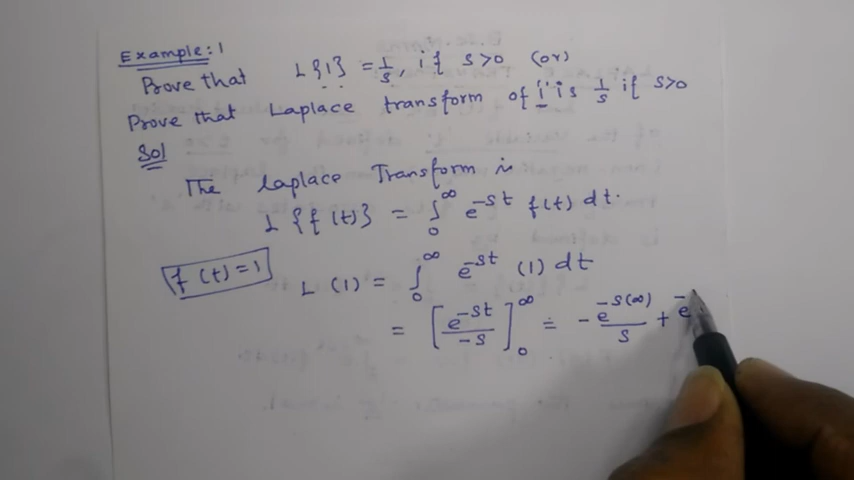 Example: 1
Prove that L{1} = 1/s, if s>0 (or)
Prove that Laplace transform of '1' is 1/s if s>0
Sol
The laplace Transform is
L{f(t)} = ∫₀^∞ e^{-st} f(t) dt.
f(t)=1 L(1) = ∫₀^∞ e^{-st} (1) dt
= [e^{-st}/-s]₀^∞ = -e^{-s(∞)}/s + e^-